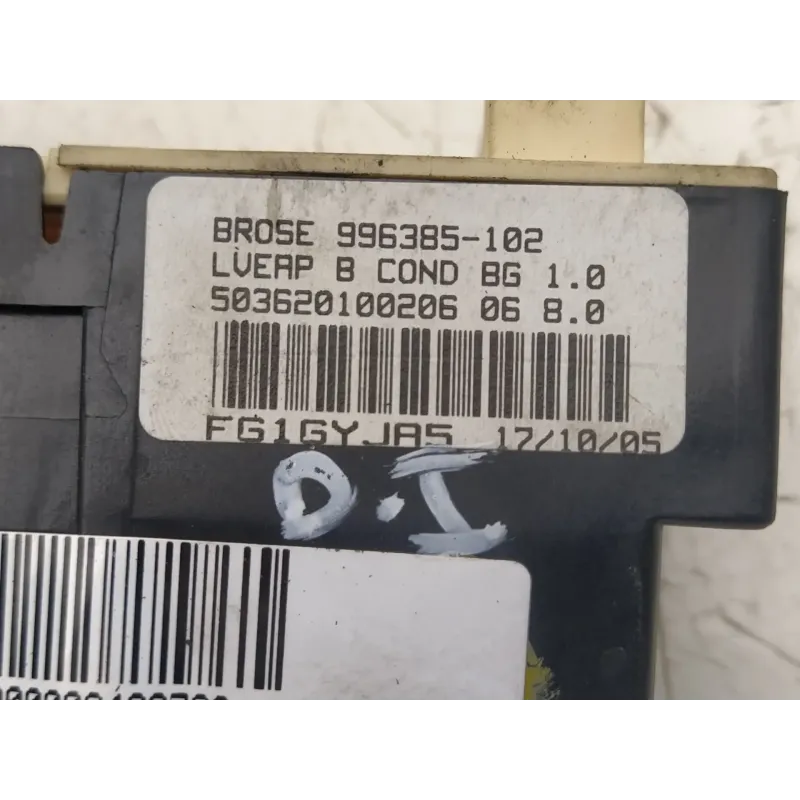 BROSE 996385-102
LVEAP B COND BG 1.0
503620100206 06 8.0
FG1GYJA5 17/10/05
D.I